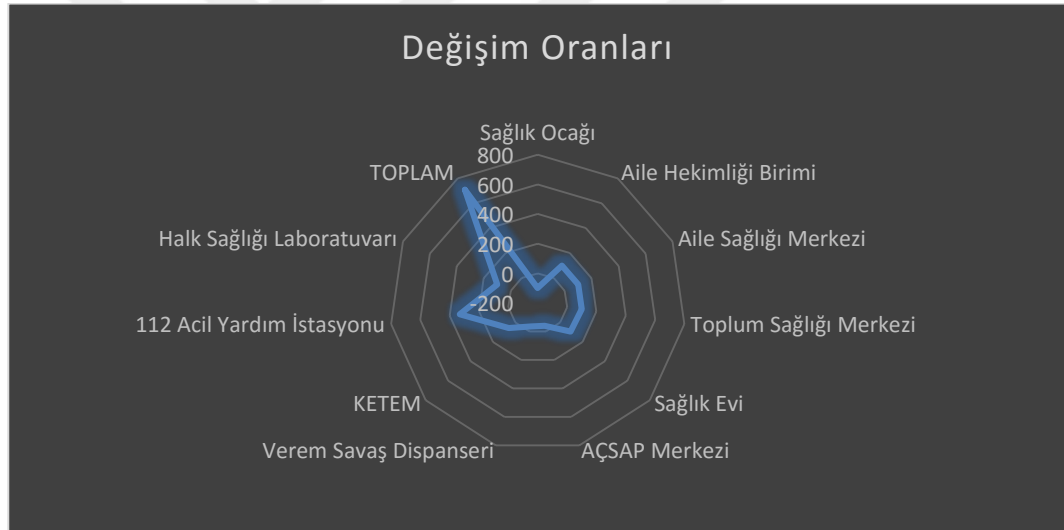 Değişim Oranları
Sağlık Ocağı
800
TOPLAM
Aile Hekimliği Birimi
600
400
Halk Sağlığı Laboratuvarı
Aile Sağlığı Merkezi
200
0
-200
112 Acil Yardım İstasyonu
Toplum Sağlığı Merkezi
KETEM
Sağlık Evi
Verem Savaş Dispanseri
AÇSAP Merkezi